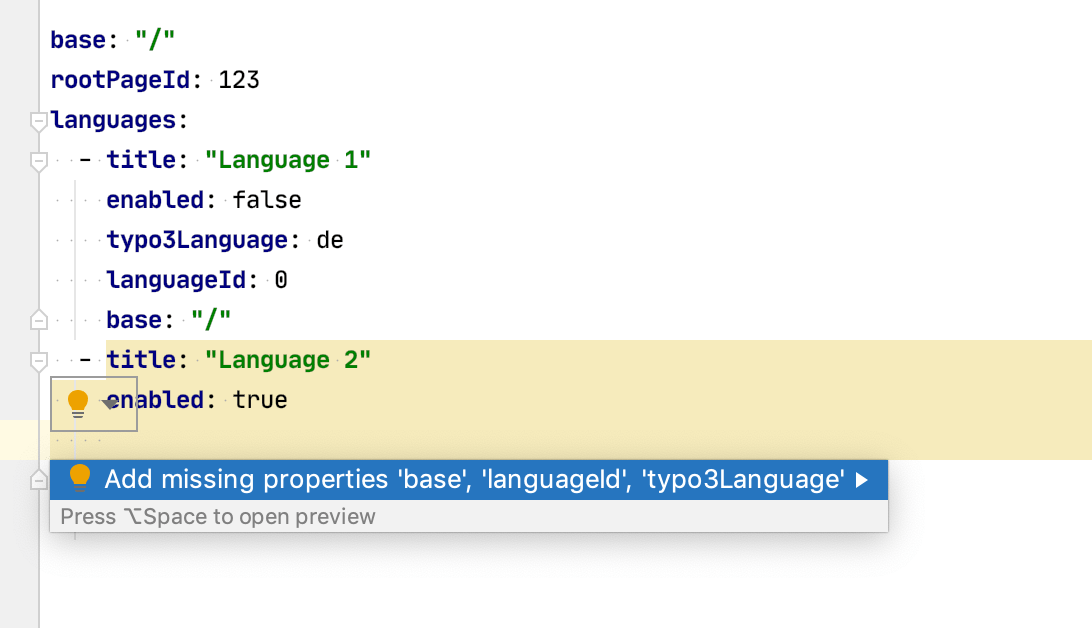 base: "/"
rootPageId: 123
languages:
  - title: "Language 1"
    enabled: false
    typo3Language: de
    languageId: 0
    base: "/"
  - title: "Language 2"
    enabled: true
Add missing properties 'base', 'languageId', 'typo3Language'
Press ⌥Space to open preview